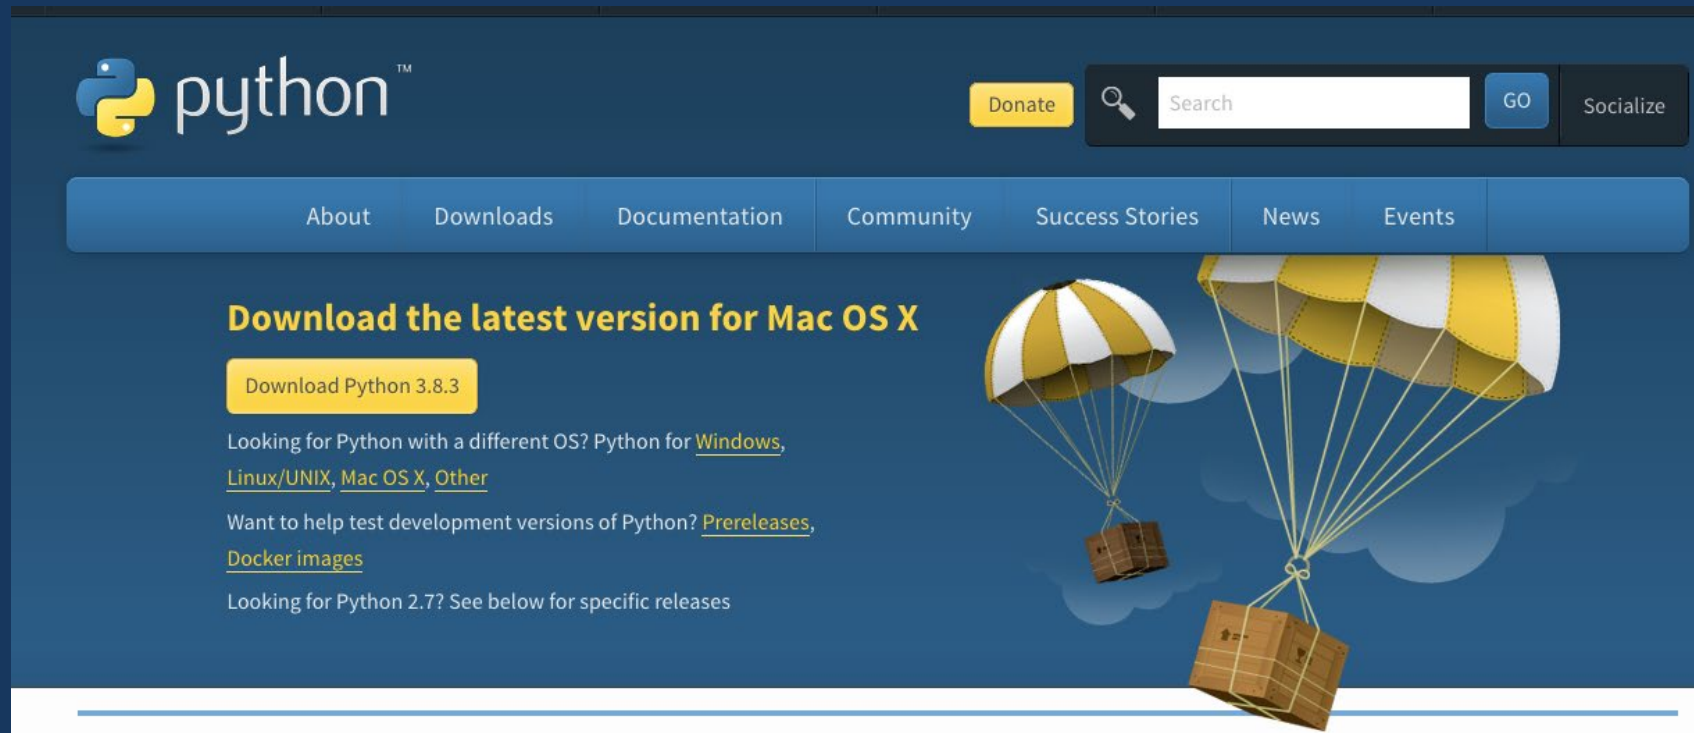 python™
Donate
Search
GO
Socialize
About
Downloads
Documentation
Community
Success Stories
News
Events
Download the latest version for Mac OS X
Download Python 3.8.3
Looking for Python with a different OS? Python for Windows,
Linux/UNIX, Mac OS X, Other
Want to help test development versions of Python? Prereleases,
Docker images
Looking for Python 2.7? See below for specific releases